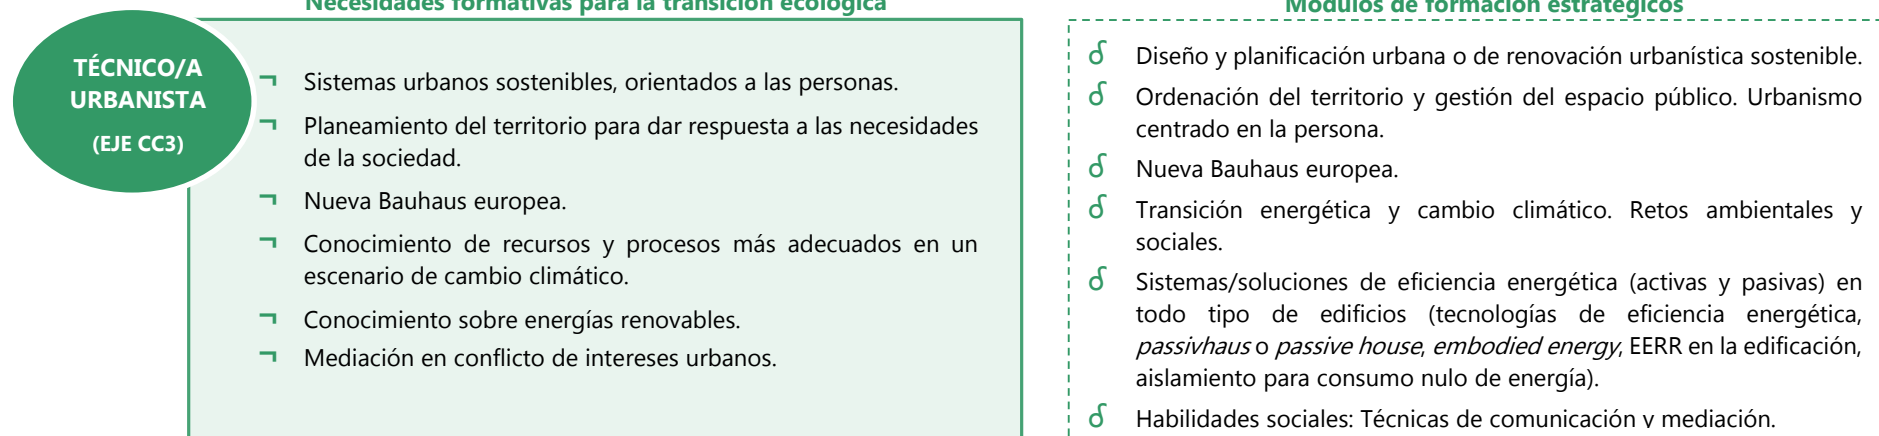 Necesidades formativas para la transición ecológica
TÉCNICO/A
URBANISTA
(EJE CC3)
Sistemas urbanos sostenibles, orientados a las personas.
Planeamiento del territorio para dar respuesta a las necesidades
de la sociedad.
Nueva Bauhaus europea.
Conocimiento de recursos y procesos más adecuados en un
escenario de cambio climático.
Conocimiento sobre energías renovables.
Mediación en conflicto de intereses urbanos.
Módulos de formación estratégicos
Diseño y planificación urbana o de renovación urbanística sostenible.
Ordenación del territorio y gestión del espacio público. Urbanismo
centrado en la persona.
Nueva Bauhaus europea.
Transición energética y cambio climático. Retos ambientales y
sociales.
Sistemas/soluciones de eficiencia energética (activas y pasivas) en
todo tipo de edificios (tecnologías de eficiencia energética,
passivhaus o passive house, embodied energy, EERR en la edificación,
aislamiento para consumo nulo de energía).
Habilidades sociales: Técnicas de comunicación y mediación.